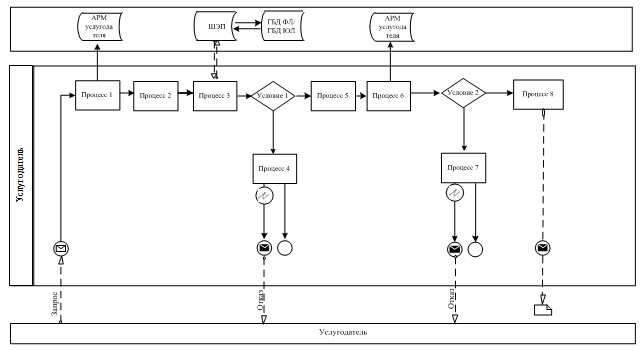 АРМ
услугода
теля
ШЭП
ГБД ФЛ/
ГБД ЮЛ
АРМ
услугода
теля
Услугодатель
Процесс 1
Процесс 2
Процесс 3
Условие 1
Процесс 5
Процесс 6
Условие 2
Процесс 8
Процесс 4
Процесс 7
Запрос
Отказ
Отказ
Услугодатель